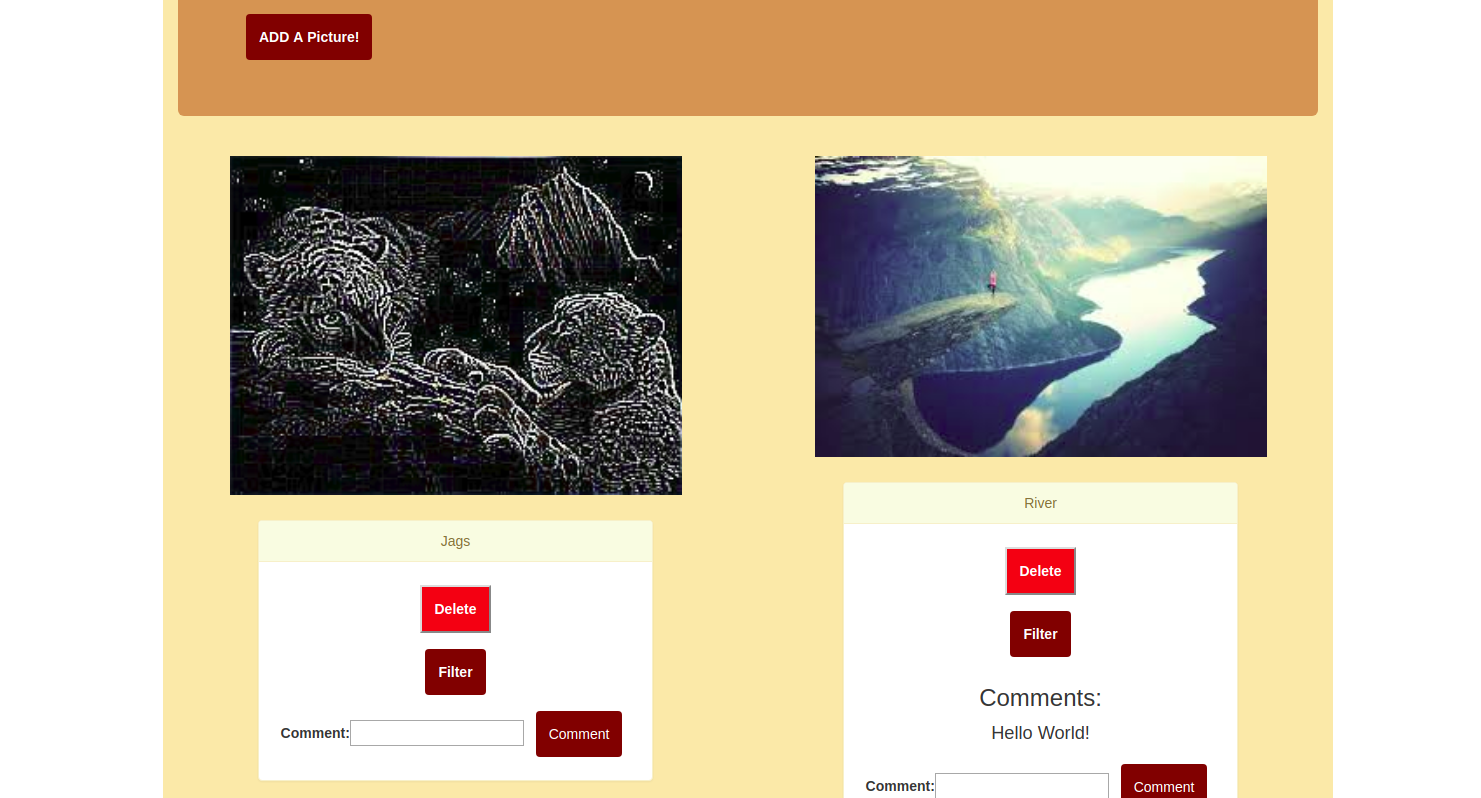 ADD A Picture!
Jags
Delete
Filter
Comment:
Comment
River
Delete
Filter
Comments:
Hello World!
Comment:
Comment